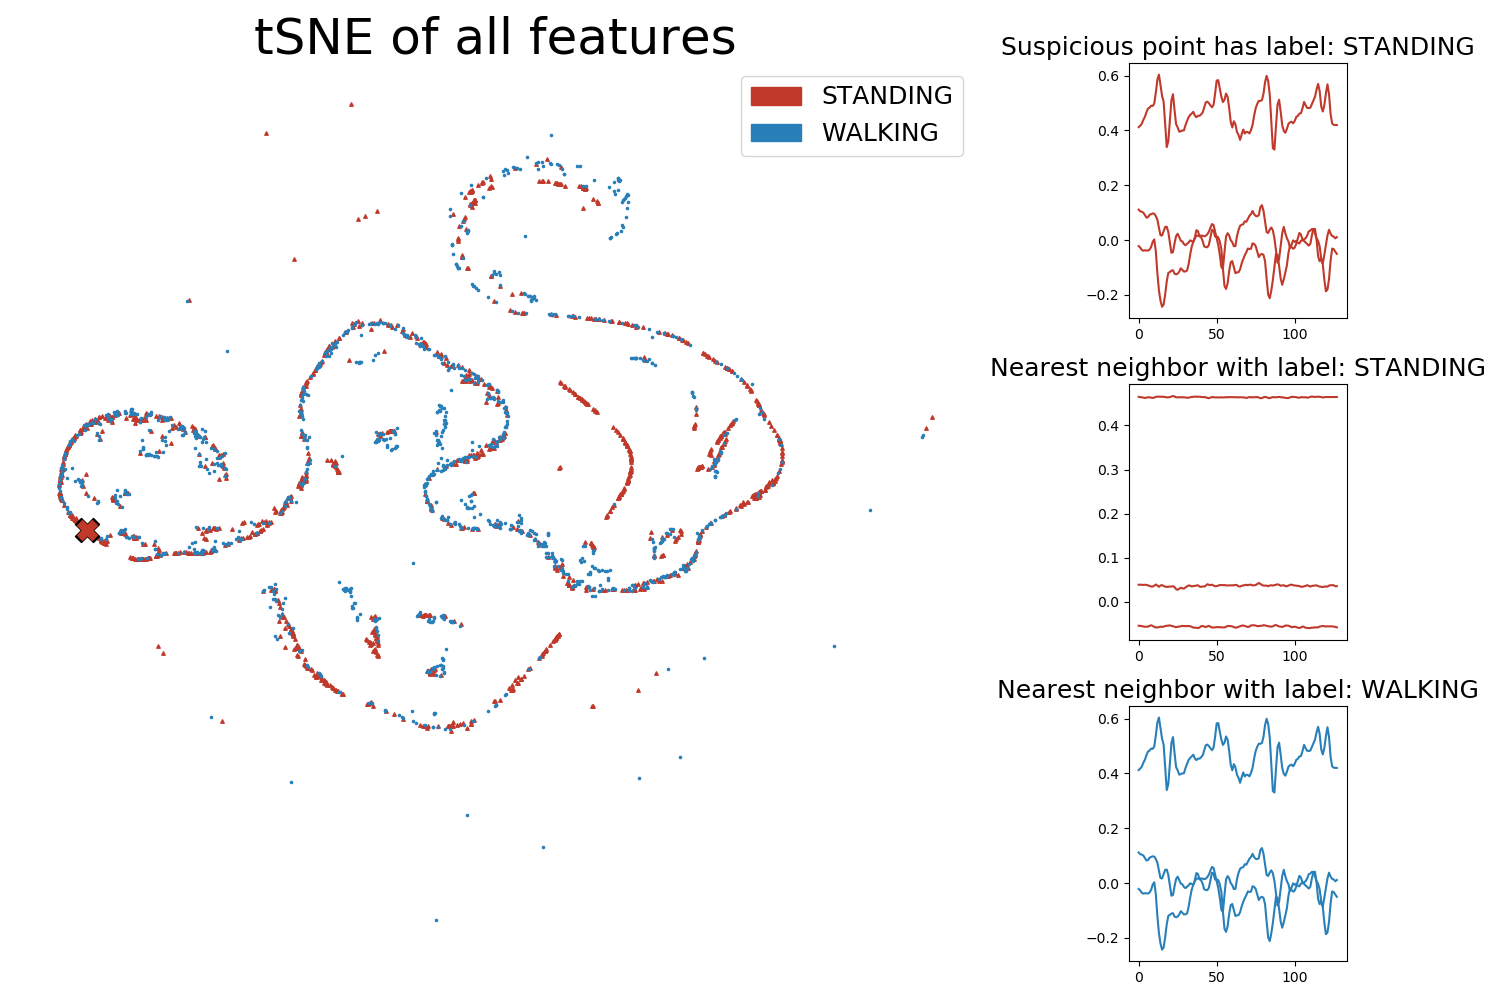 tSNE of all features
STANDING
WALKING
Suspicious point has label: STANDING
0.6
0.4
0.2
0.0
−0.2
0 50 100
Nearest neighbor with label: STANDING
0.4
0.3
0.2
0.1
0.0
0 50 100
Nearest neighbor with label: WALKING
0.6
0.4
0.2
0.0
−0.2
0 50 100